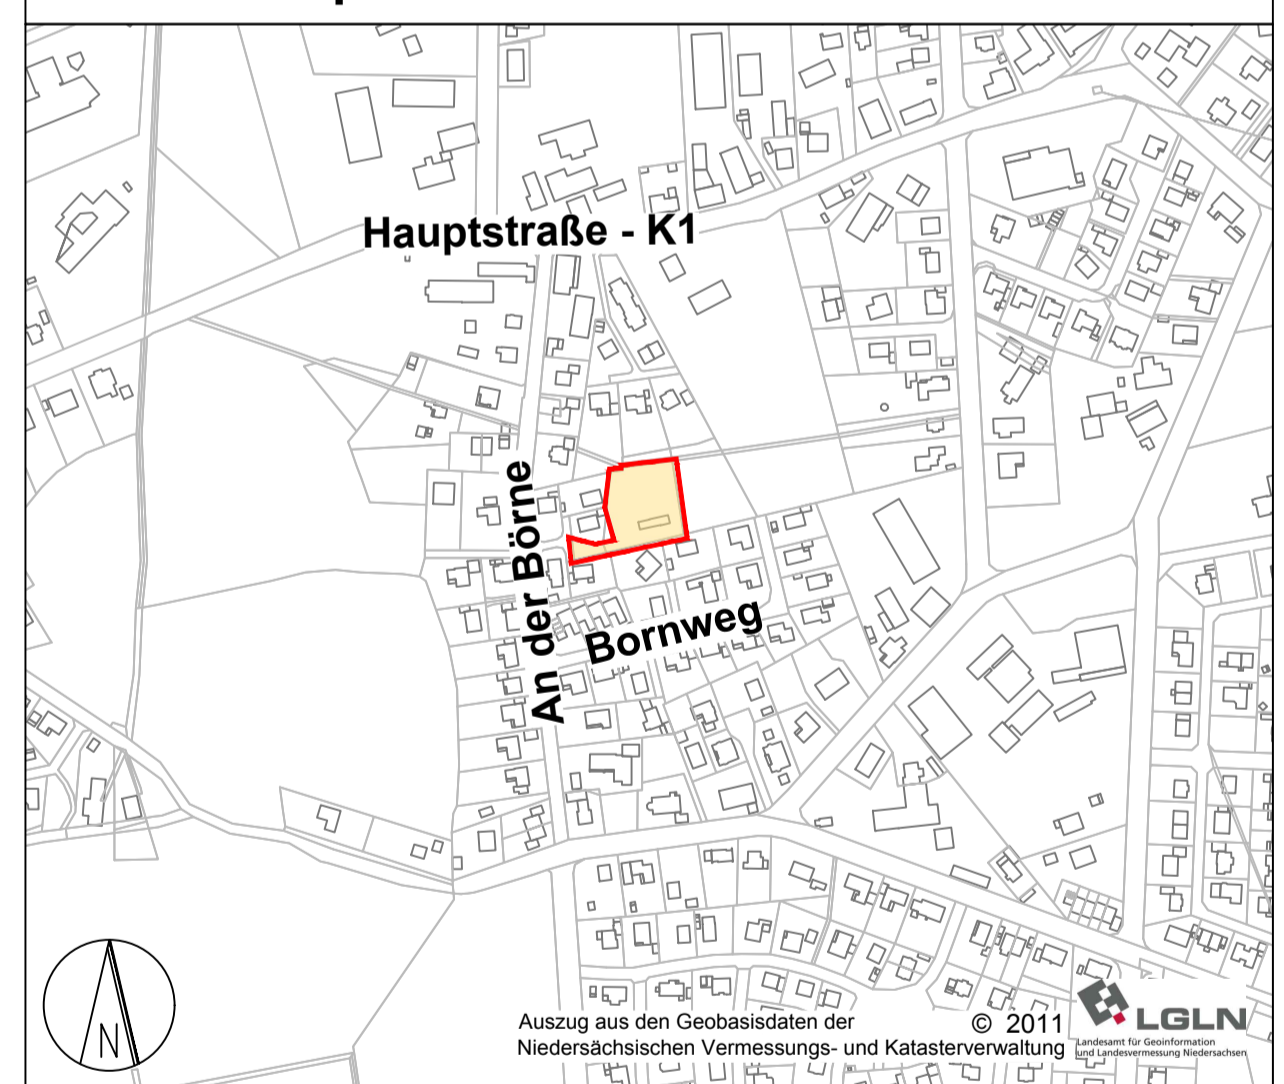 Hauptstraße - K1
An der Börne
Bornweg
N
Auszug aus den Geobasisdaten der
Niedersächsischen Vermessungs- und Katasterverwaltung
© 2011
LGLN
Landesamt für Geoinformation
und Landesvermessung Niedersachsen